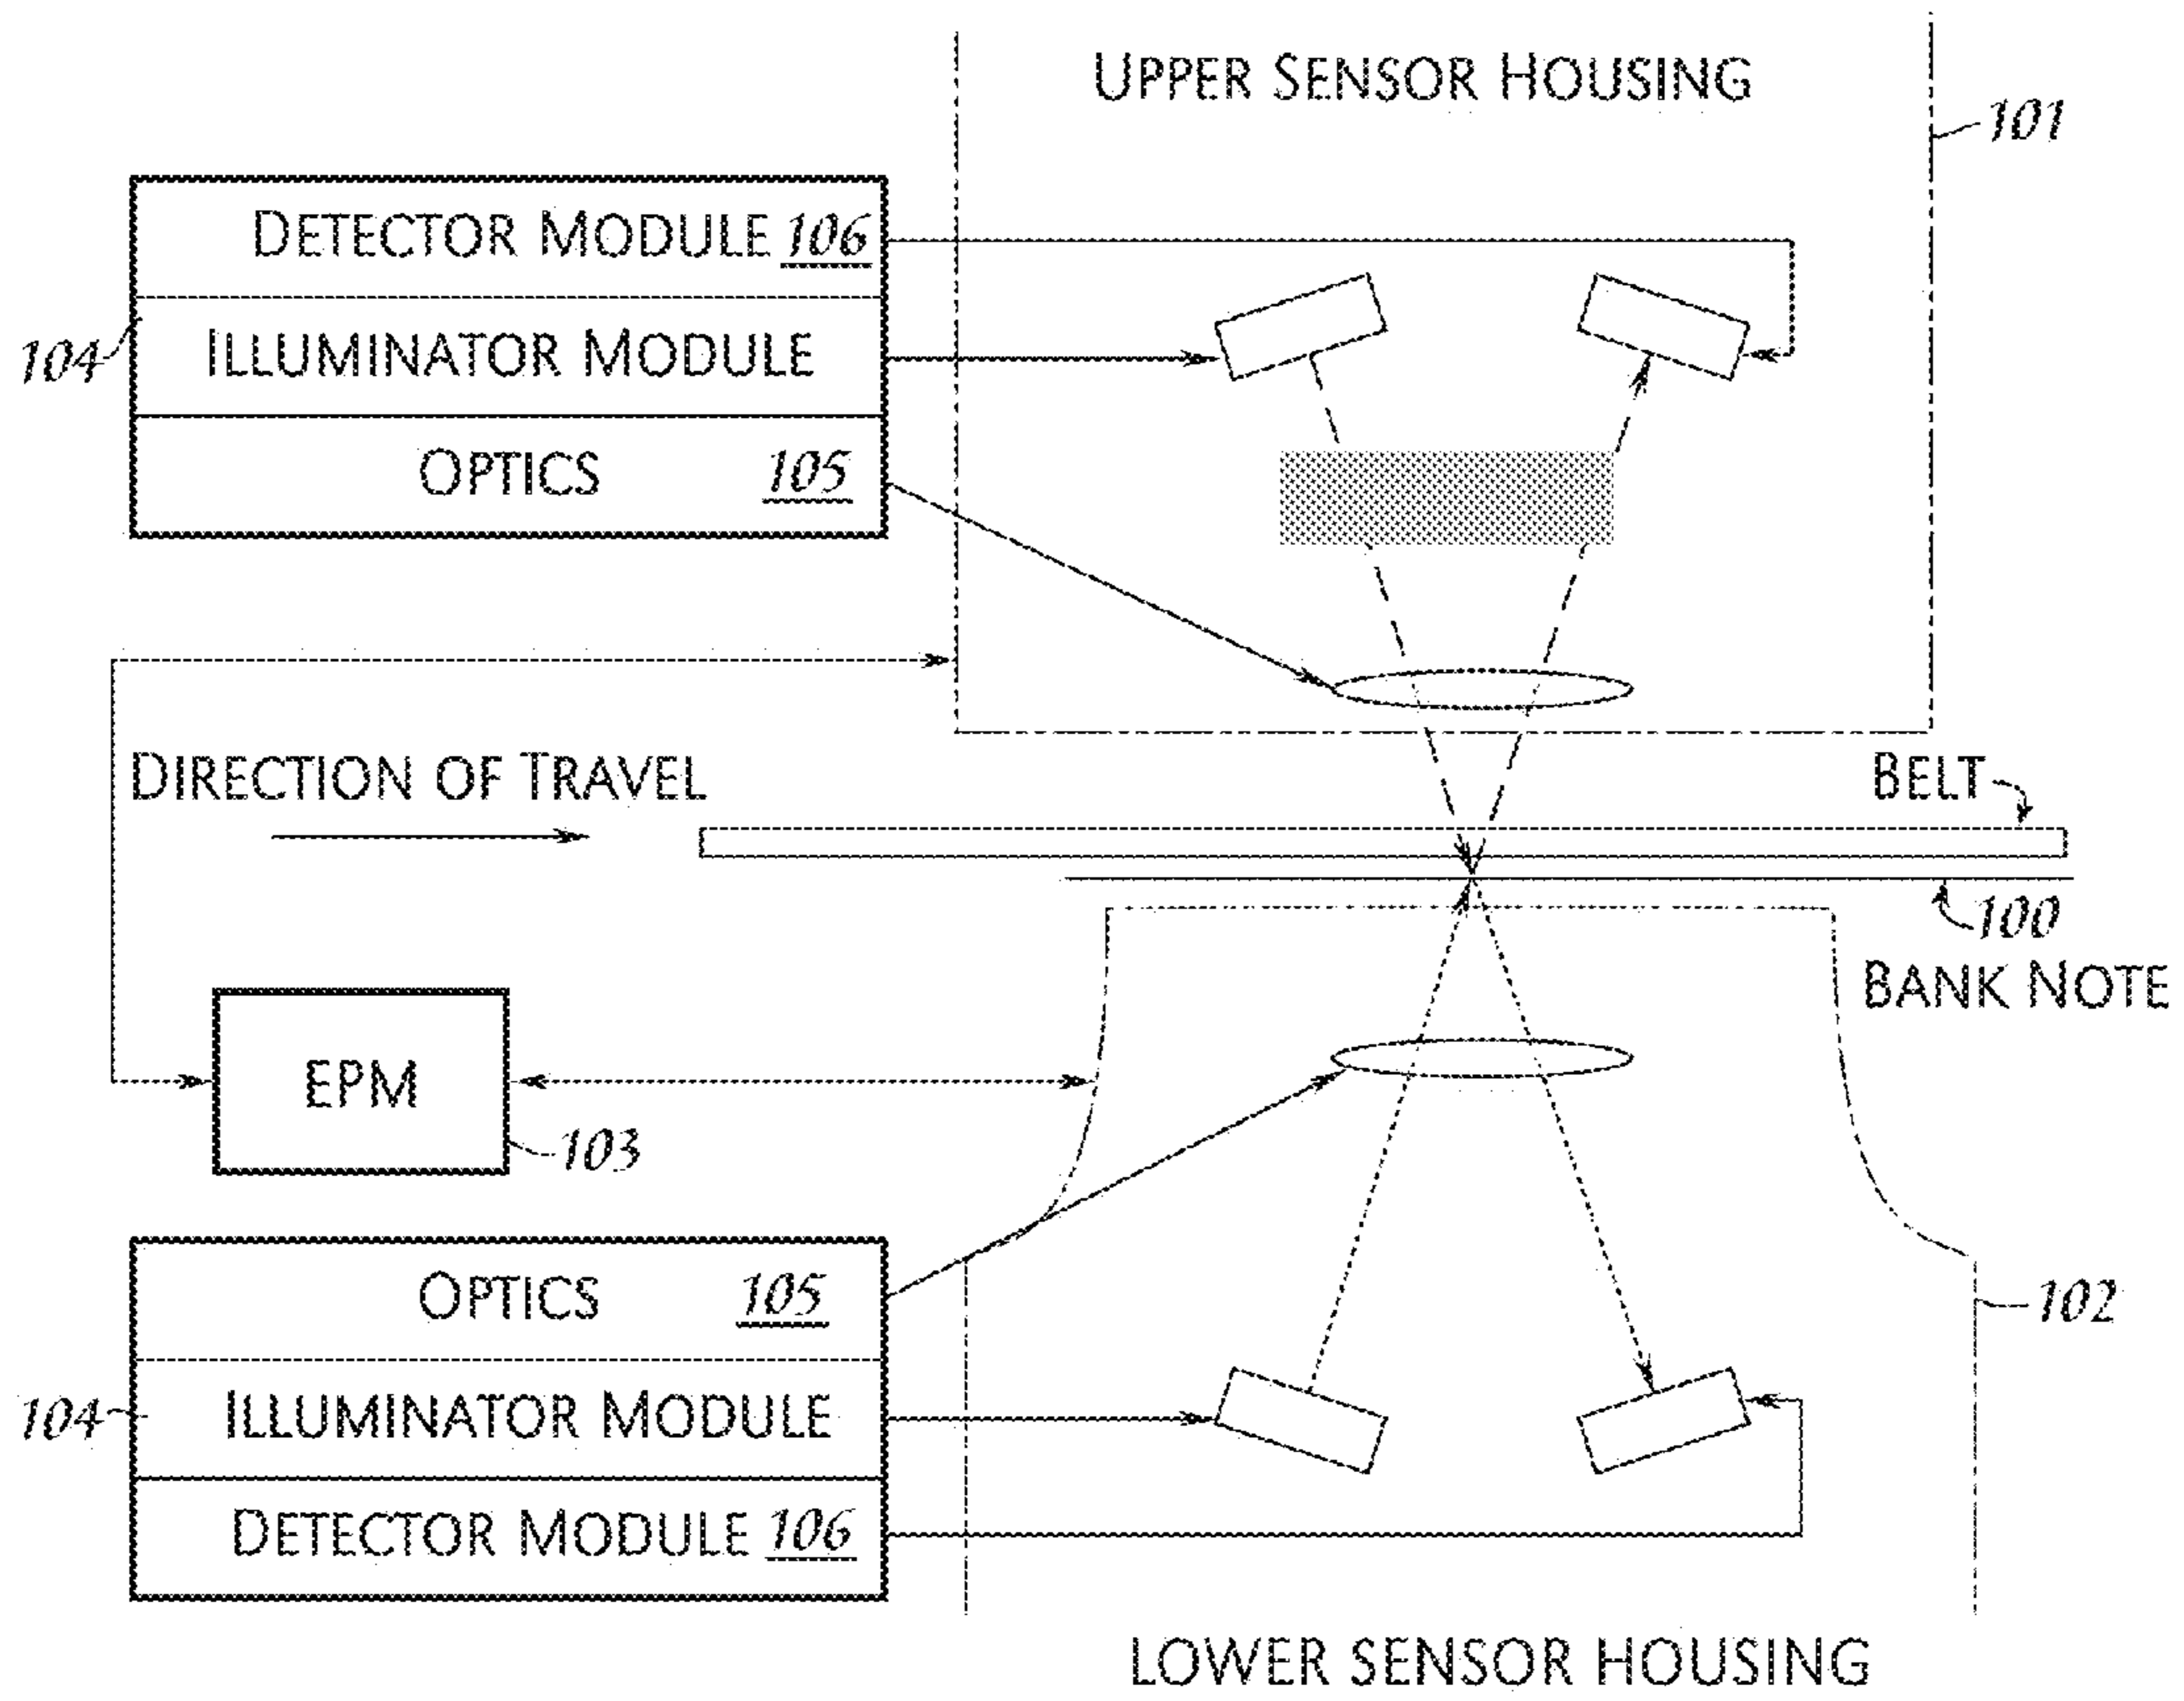 UPPER SENSOR HOUSING
101
DETECTOR MODULE 106
104
ILLUMINATOR MODULE
OPTICS 105
DIRECTION OF TRAVEL
BELT
100
BANK NOTE
EPM
103
OPTICS 105
102
104
ILLUMINATOR MODULE
DETECTOR MODULE 106
LOWER SENSOR HOUSING